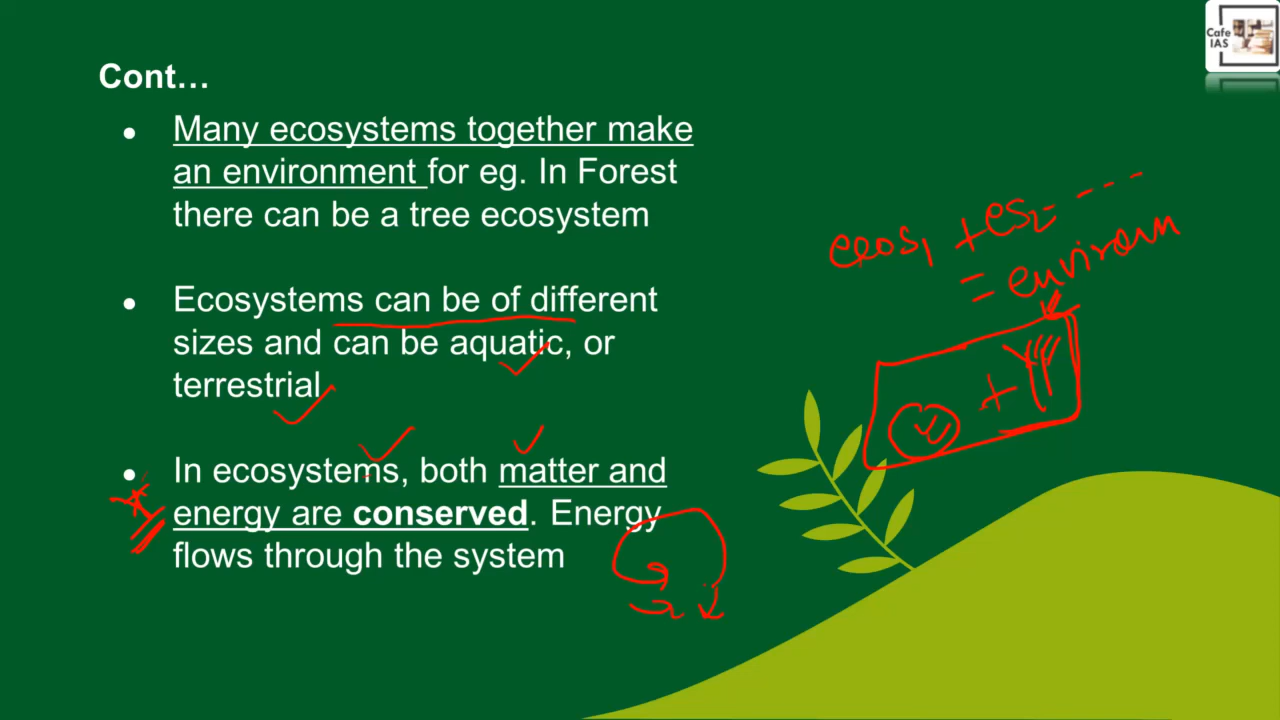 Cafe
IAS
Cont...
● Many ecosystems together make
an environment for eg. In Forest
there can be a tree ecosystem
● Ecosystems can be of different
sizes and can be aquatic, or
terrestrial
● In ecosystems, both matter and
energy are conserved. Energy
flows through the system
ecos1 + es2 - - - -
= environm
+